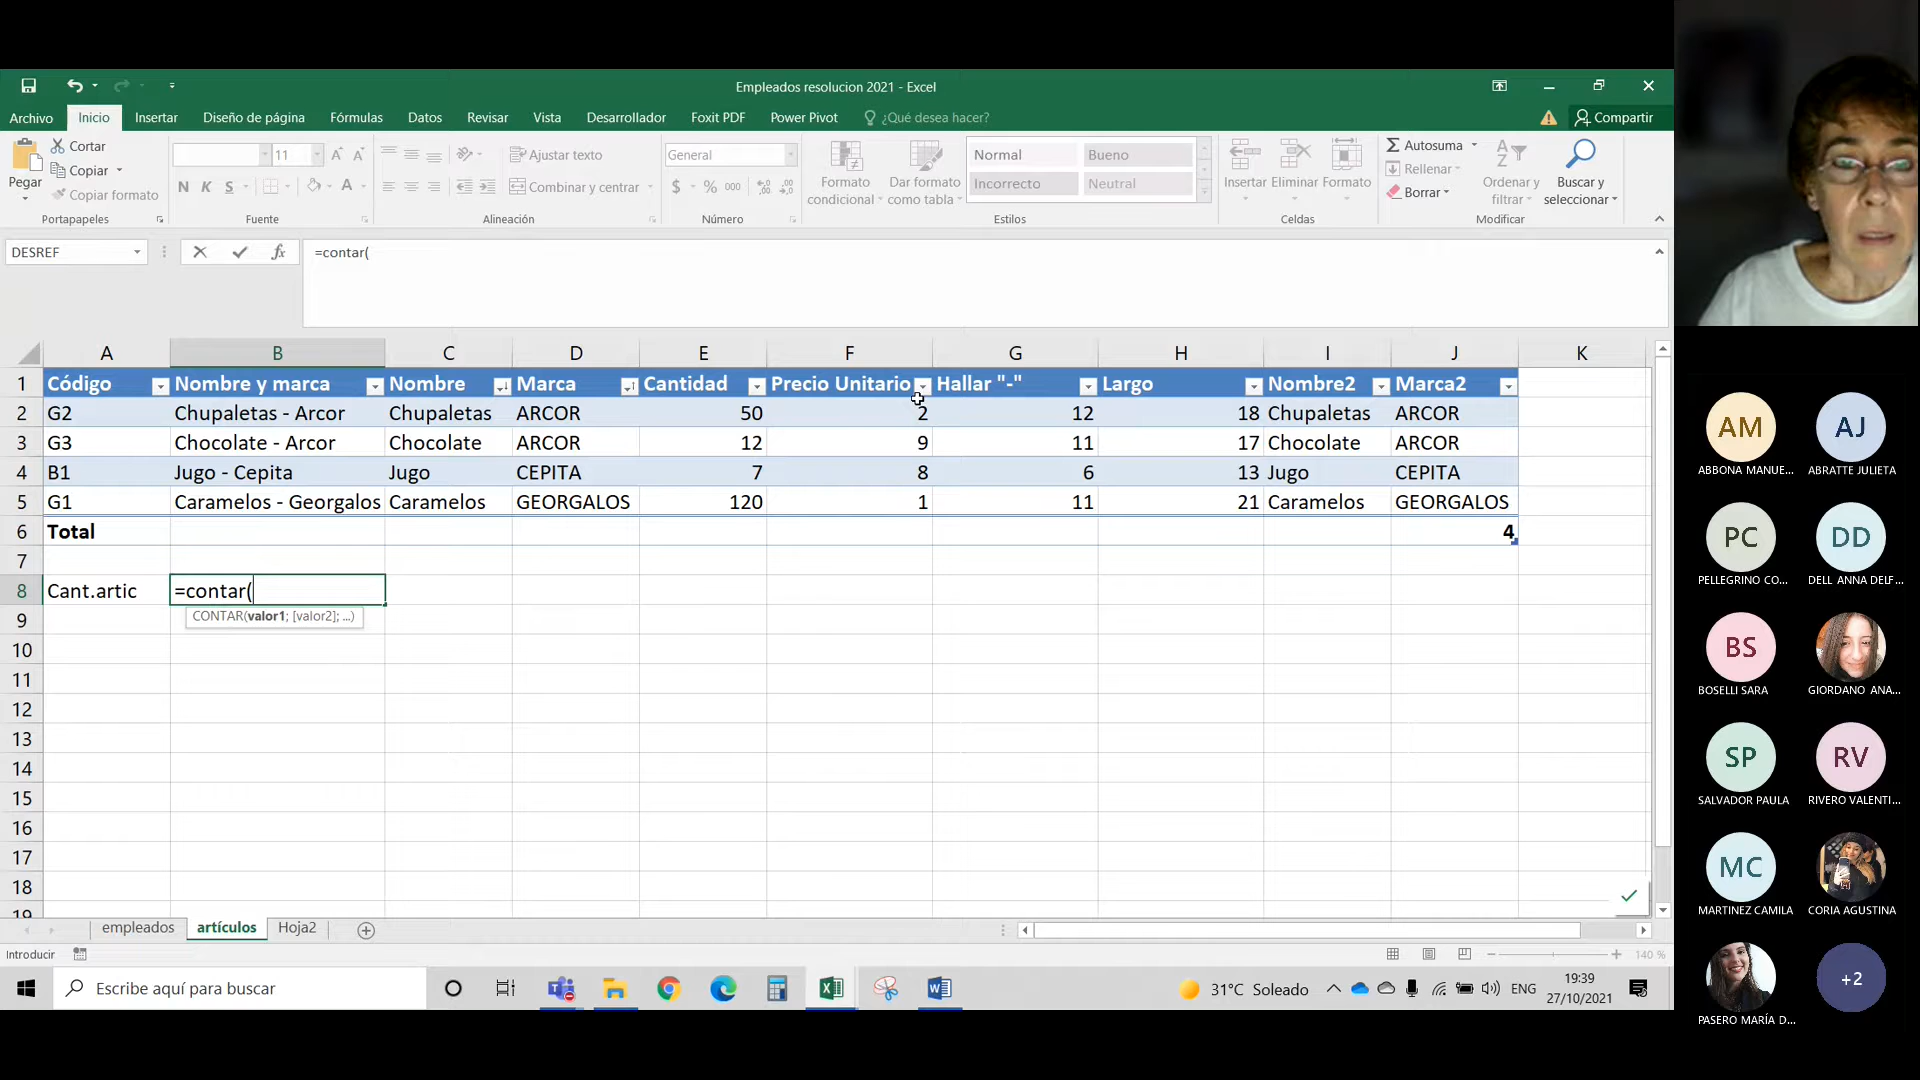 Empleados resolucion 2021 - Excel
Archivo Inicio Insertar Diseño de página Fórmulas Datos Revisar Vista Desarrollador Foxit PDF Power Pivot ¿Qué desea hacer? Compartir
Pegar
Cortar
Copiar
Copiar formato
Portapapeles
11
N K S
Fuente
Ajustar texto
Combinar y centrar
Alineación
General
$ % 000
Número
Formato condicional
Dar formato como tabla
Normal Bueno
Incorrecto Neutral
Estilos
Insertar Eliminar Formato
Celdas
Autosuma
Rellenar
Borrar
Ordenar y filtrar
Buscar y seleccionar
Modificar
DESREF fx =contar(
A B C D E F G H I J K
1 Código Nombre y marca Nombre Marca Cantidad Precio Unitario Hallar "-" Largo Nombre2 Marca2
2 G2 Chupaletas - Arcor Chupaletas ARCOR 50 2 12 18 Chupaletas ARCOR
3 G3 Chocolate - Arcor Chocolate ARCOR 12 9 11 17 Chocolate ARCOR
4 B1 Jugo - Cepita Jugo CEPITA 7 8 6 13 Jugo CEPITA
5 G1 Caramelos - Georgalos Caramelos GEORGALOS 120 1 11 21 Caramelos GEORGALOS
6 Total 4
7
8 Cant.artic =contar(
CONTAR(valor1; [valor2]; ...)
9
10
11
12
13
14
15
16
17
18
19
empleados artículos Hoja2
Introducir 140 %
Escribe aquí para buscar
31°C Soleado ENG
19:39
27/10/2021
AM AJ
ABBONA MANUE... ABRATTE JULIETA
PC DD
PELLEGRINO CO... DELL ANNA DELF...
BS
BOSELLI SARA GIORDANO ANA...
SP RV
SALVADOR PAULA RIVERO VALENTI...
MC
MARTINEZ CAMILA CORIA AGUSTINA
+2
PASERO MARÍA D...